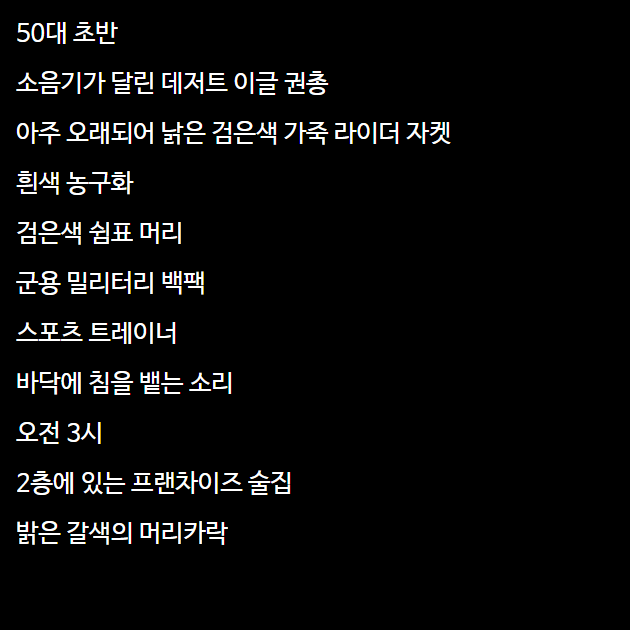 50대 초반
소음기가 달린 데저트 이글 권총
아주 오래되어 낡은 검은색 가죽 라이더 자켓
흰색 농구화
검은색 쉼표 머리
군용 밀리터리 백팩
스포츠 트레이너
바닥에 침을 뱉는 소리
오전 3시
2층에 있는 프랜차이즈 술집
밝은 갈색의 머리카락